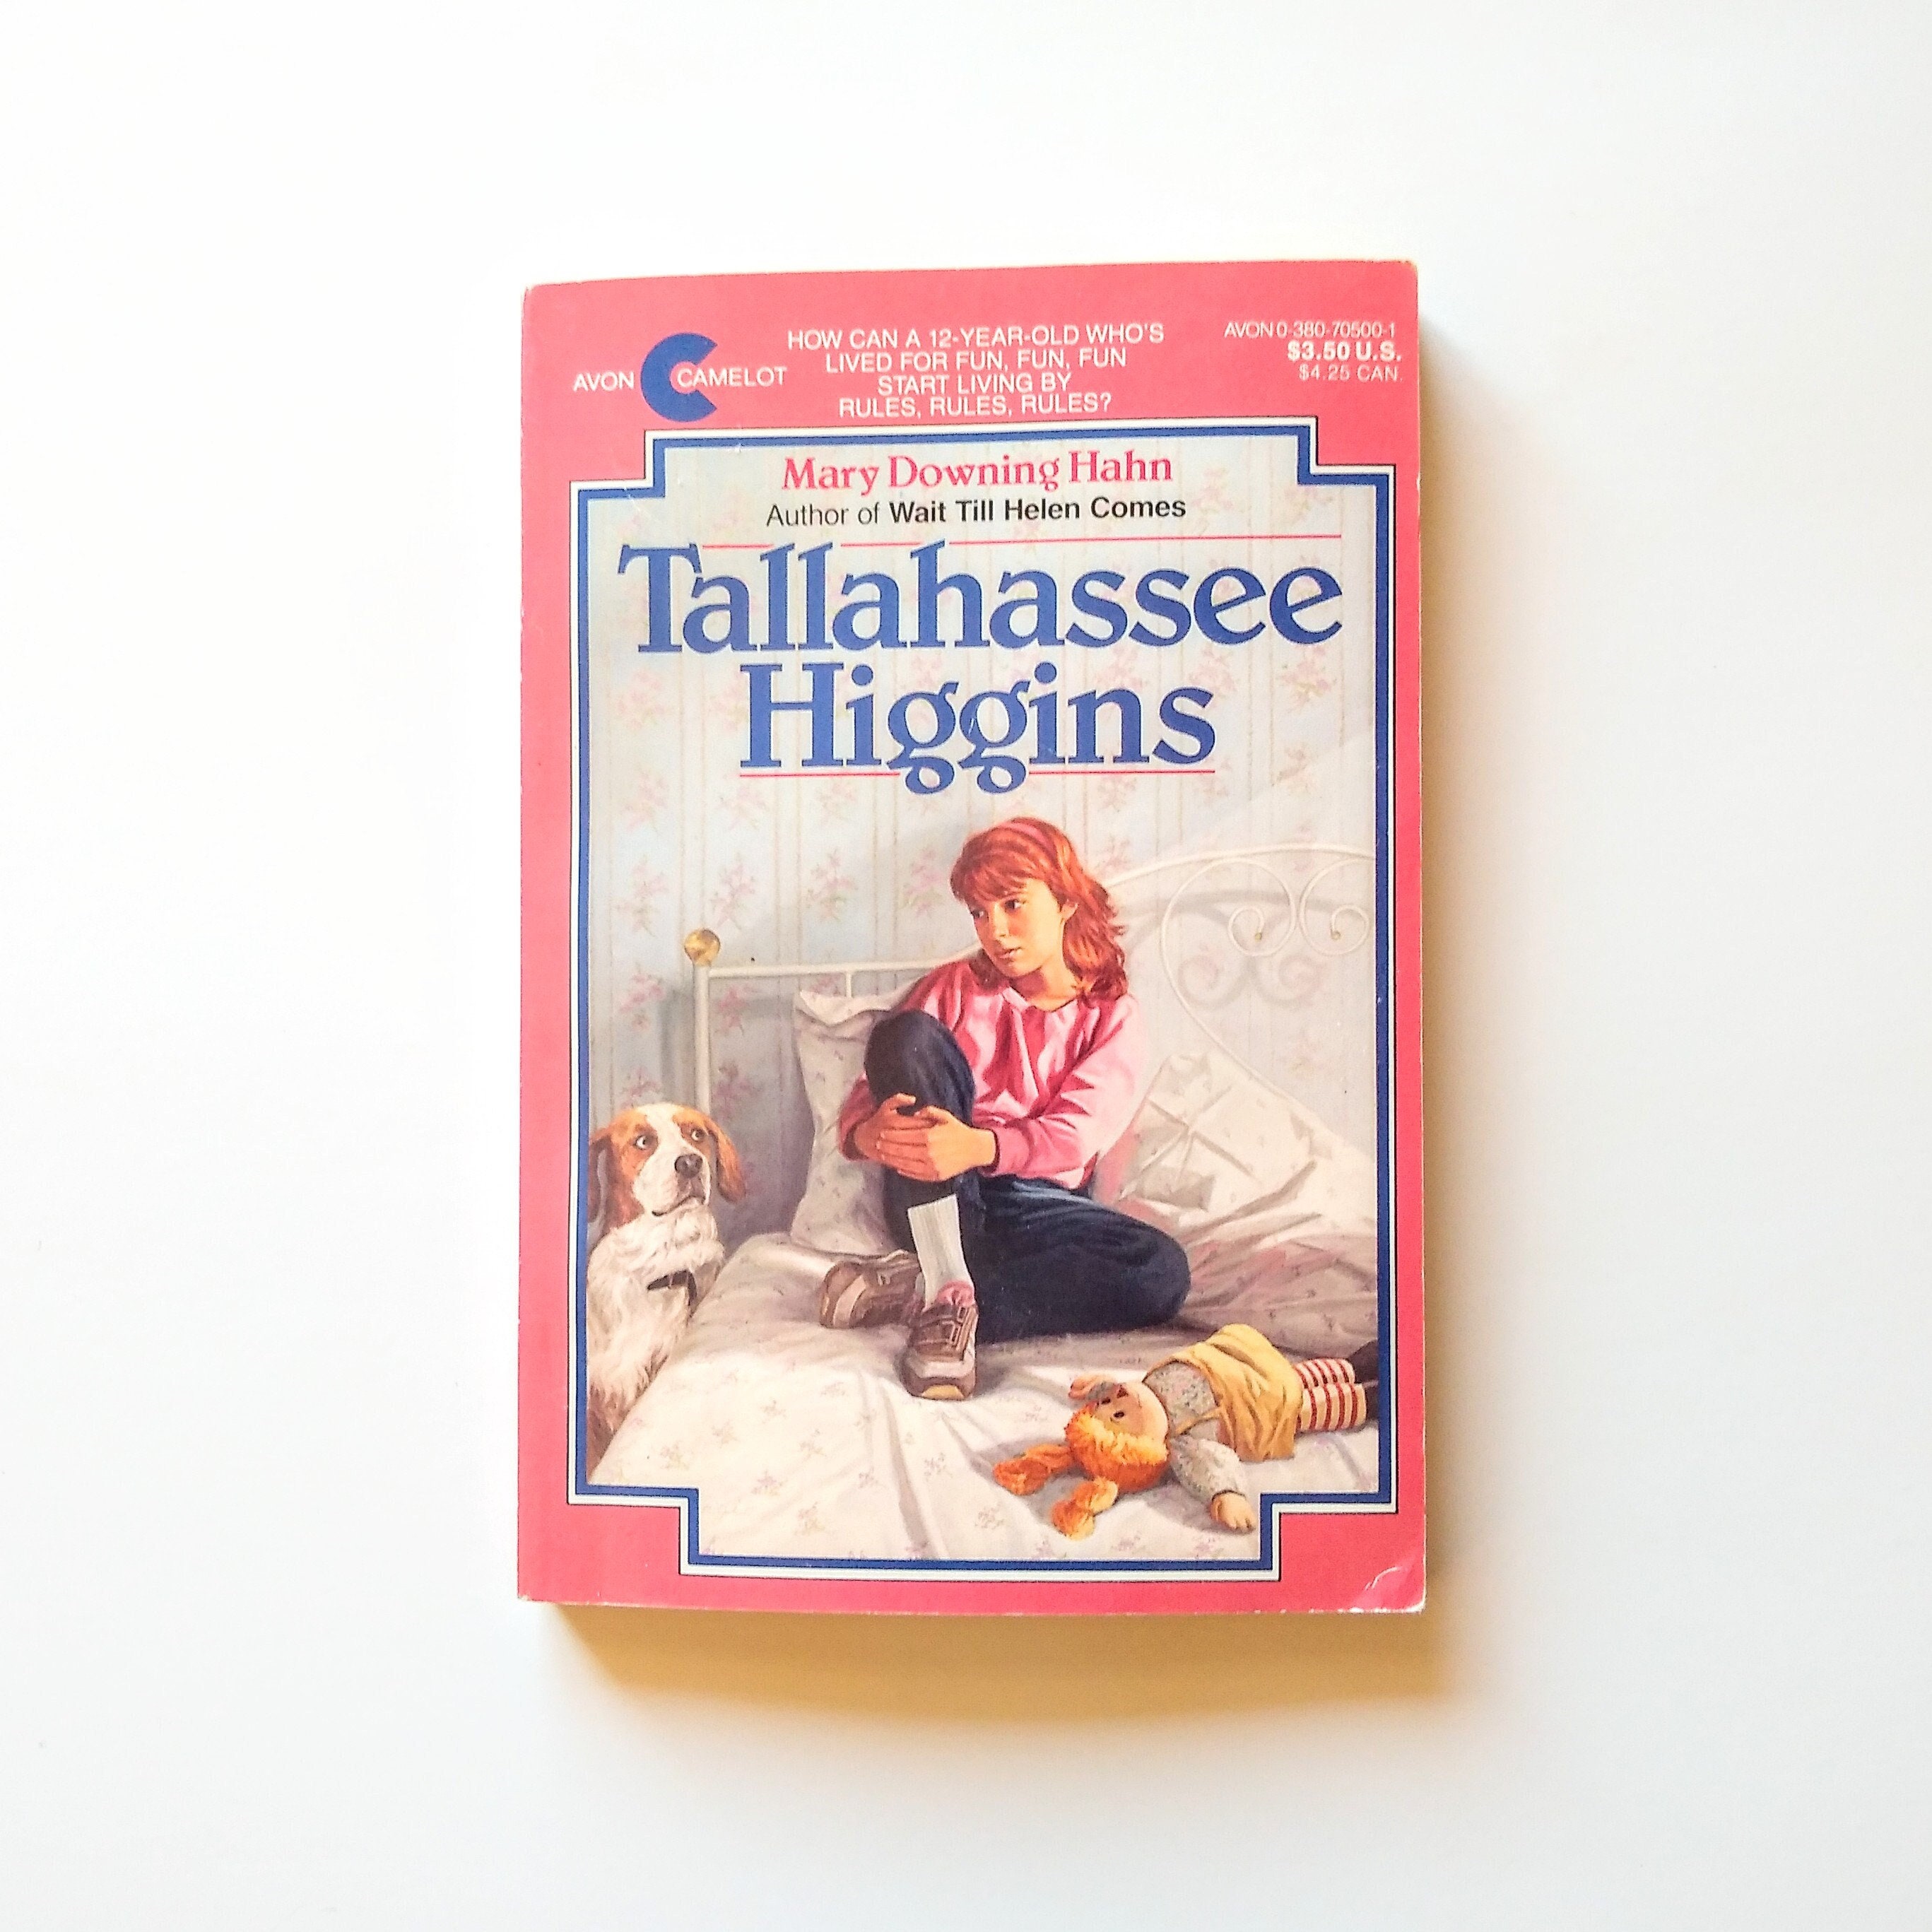 AVON CAMELOT
HOW CAN A 12-YEAR-OLD WHO'S
LIVED FOR FUN, FUN, FUN
START LIVING BY
RULES, RULES, RULES?
AVON 0-380-70500-1
$3.50 U.S.
$4.25 CAN.
Mary Downing Hahn
Author of Wait Till Helen Comes
Tallahassee
Higgins